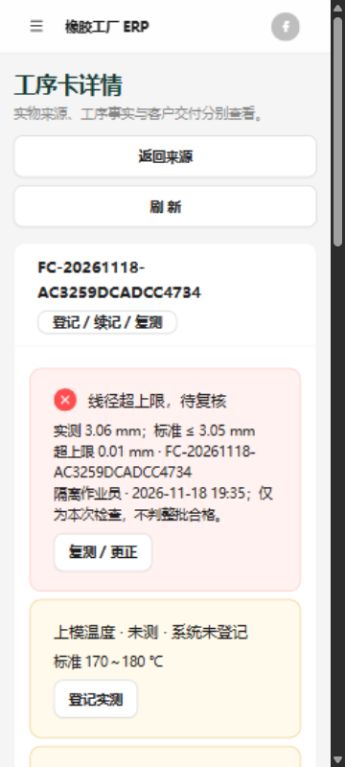 橡胶工厂 ERP
f
工序卡详情
实物来源、工序事实与客户交付分别查看。
返回来源
刷 新
FC-20261118-
AC3259DCADCC4734
登记 / 续记 / 复测
线径超上限，待复核
实测 3.06 mm；标准 ≤ 3.05 mm
超上限 0.01 mm · FC-20261118-
AC3259DCADCC4734
隔离作业员 · 2026-11-18 19:35；仅
为本次检查，不判整批合格。
复测 / 更正
上模温度 · 未测 · 系统未登记
标准 170 ~ 180 ℃
登记实测